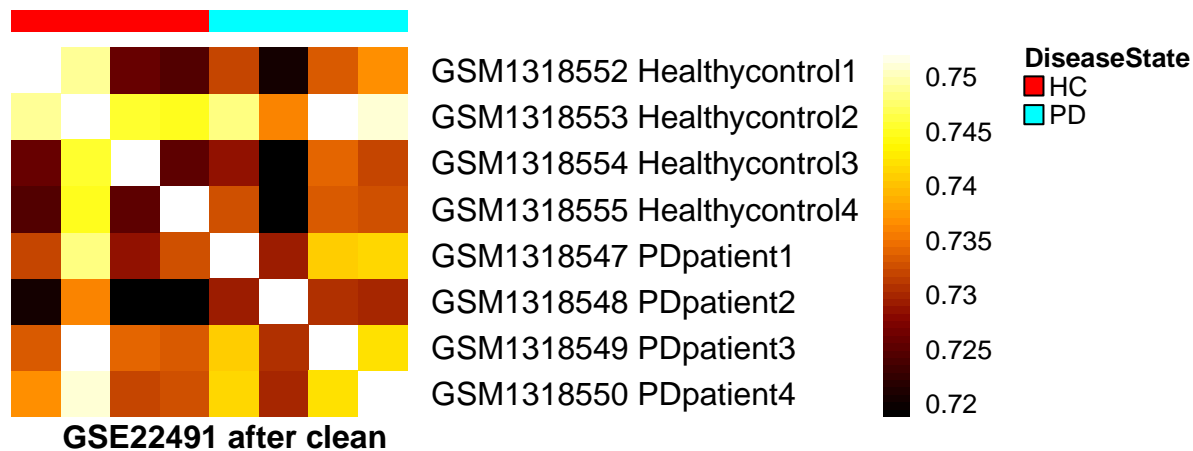 GSM1318552 Healthycontrol1
GSM1318553 Healthycontrol2
GSM1318554 Healthycontrol3
GSM1318555 Healthycontrol4
GSM1318547 PDpatient1
GSM1318548 PDpatient2
GSM1318549 PDpatient3
GSM1318550 PDpatient4
GSE22491 after clean
0.75
0.745
0.74
0.735
0.73
0.725
0.72
DiseaseState
HC
PD